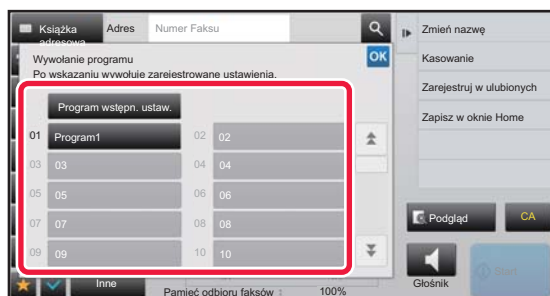 Książka adresowa
Adres
Numer Faksu
Zmień nazwę
Kasowanie
Zarejestruj w ulubionych
Zapisz w oknie Home
Wywołanie programu
OK
Po wskazaniu wywołuje zarejestrowane ustawienia.
Program wstępn. ustaw.
01 Program1
02 02
03 03
04 04
05 05
06 06
07 07
08 08
09 09
10 10
Podgląd
CA
Głośnik
Start
Inne
Pamięć odbioru faksów : 100%